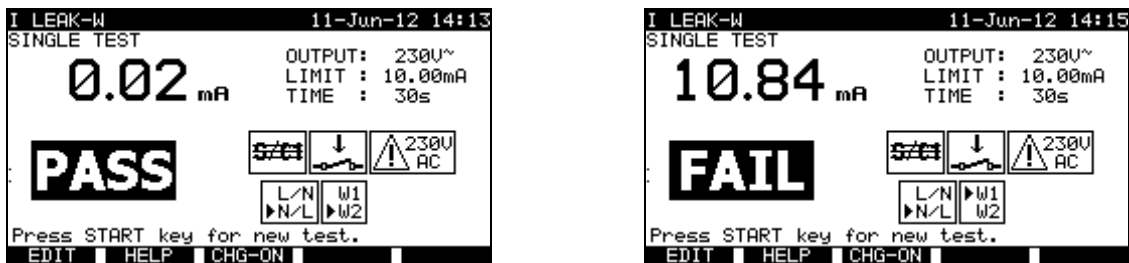 I LEAK-W 11-Jun-12 14:13
SINGLE TEST
0.02 mA
OUTPUT: 230V~
LIMIT : 10.00mA
TIME : 30s
PASS
S/C1
230V
AC
L/N
▶N/L
W1
▶W2
Press START key for new test.
EDIT HELP CHG-ON
I LEAK-W 11-Jun-12 14:15
SINGLE TEST
10.84 mA
OUTPUT: 230V~
LIMIT : 10.00mA
TIME : 30s
FAIL
S/C1
230V
AC
L/N
▶N/L
▶W1
W2
Press START key for new test.
EDIT HELP CHG-ON